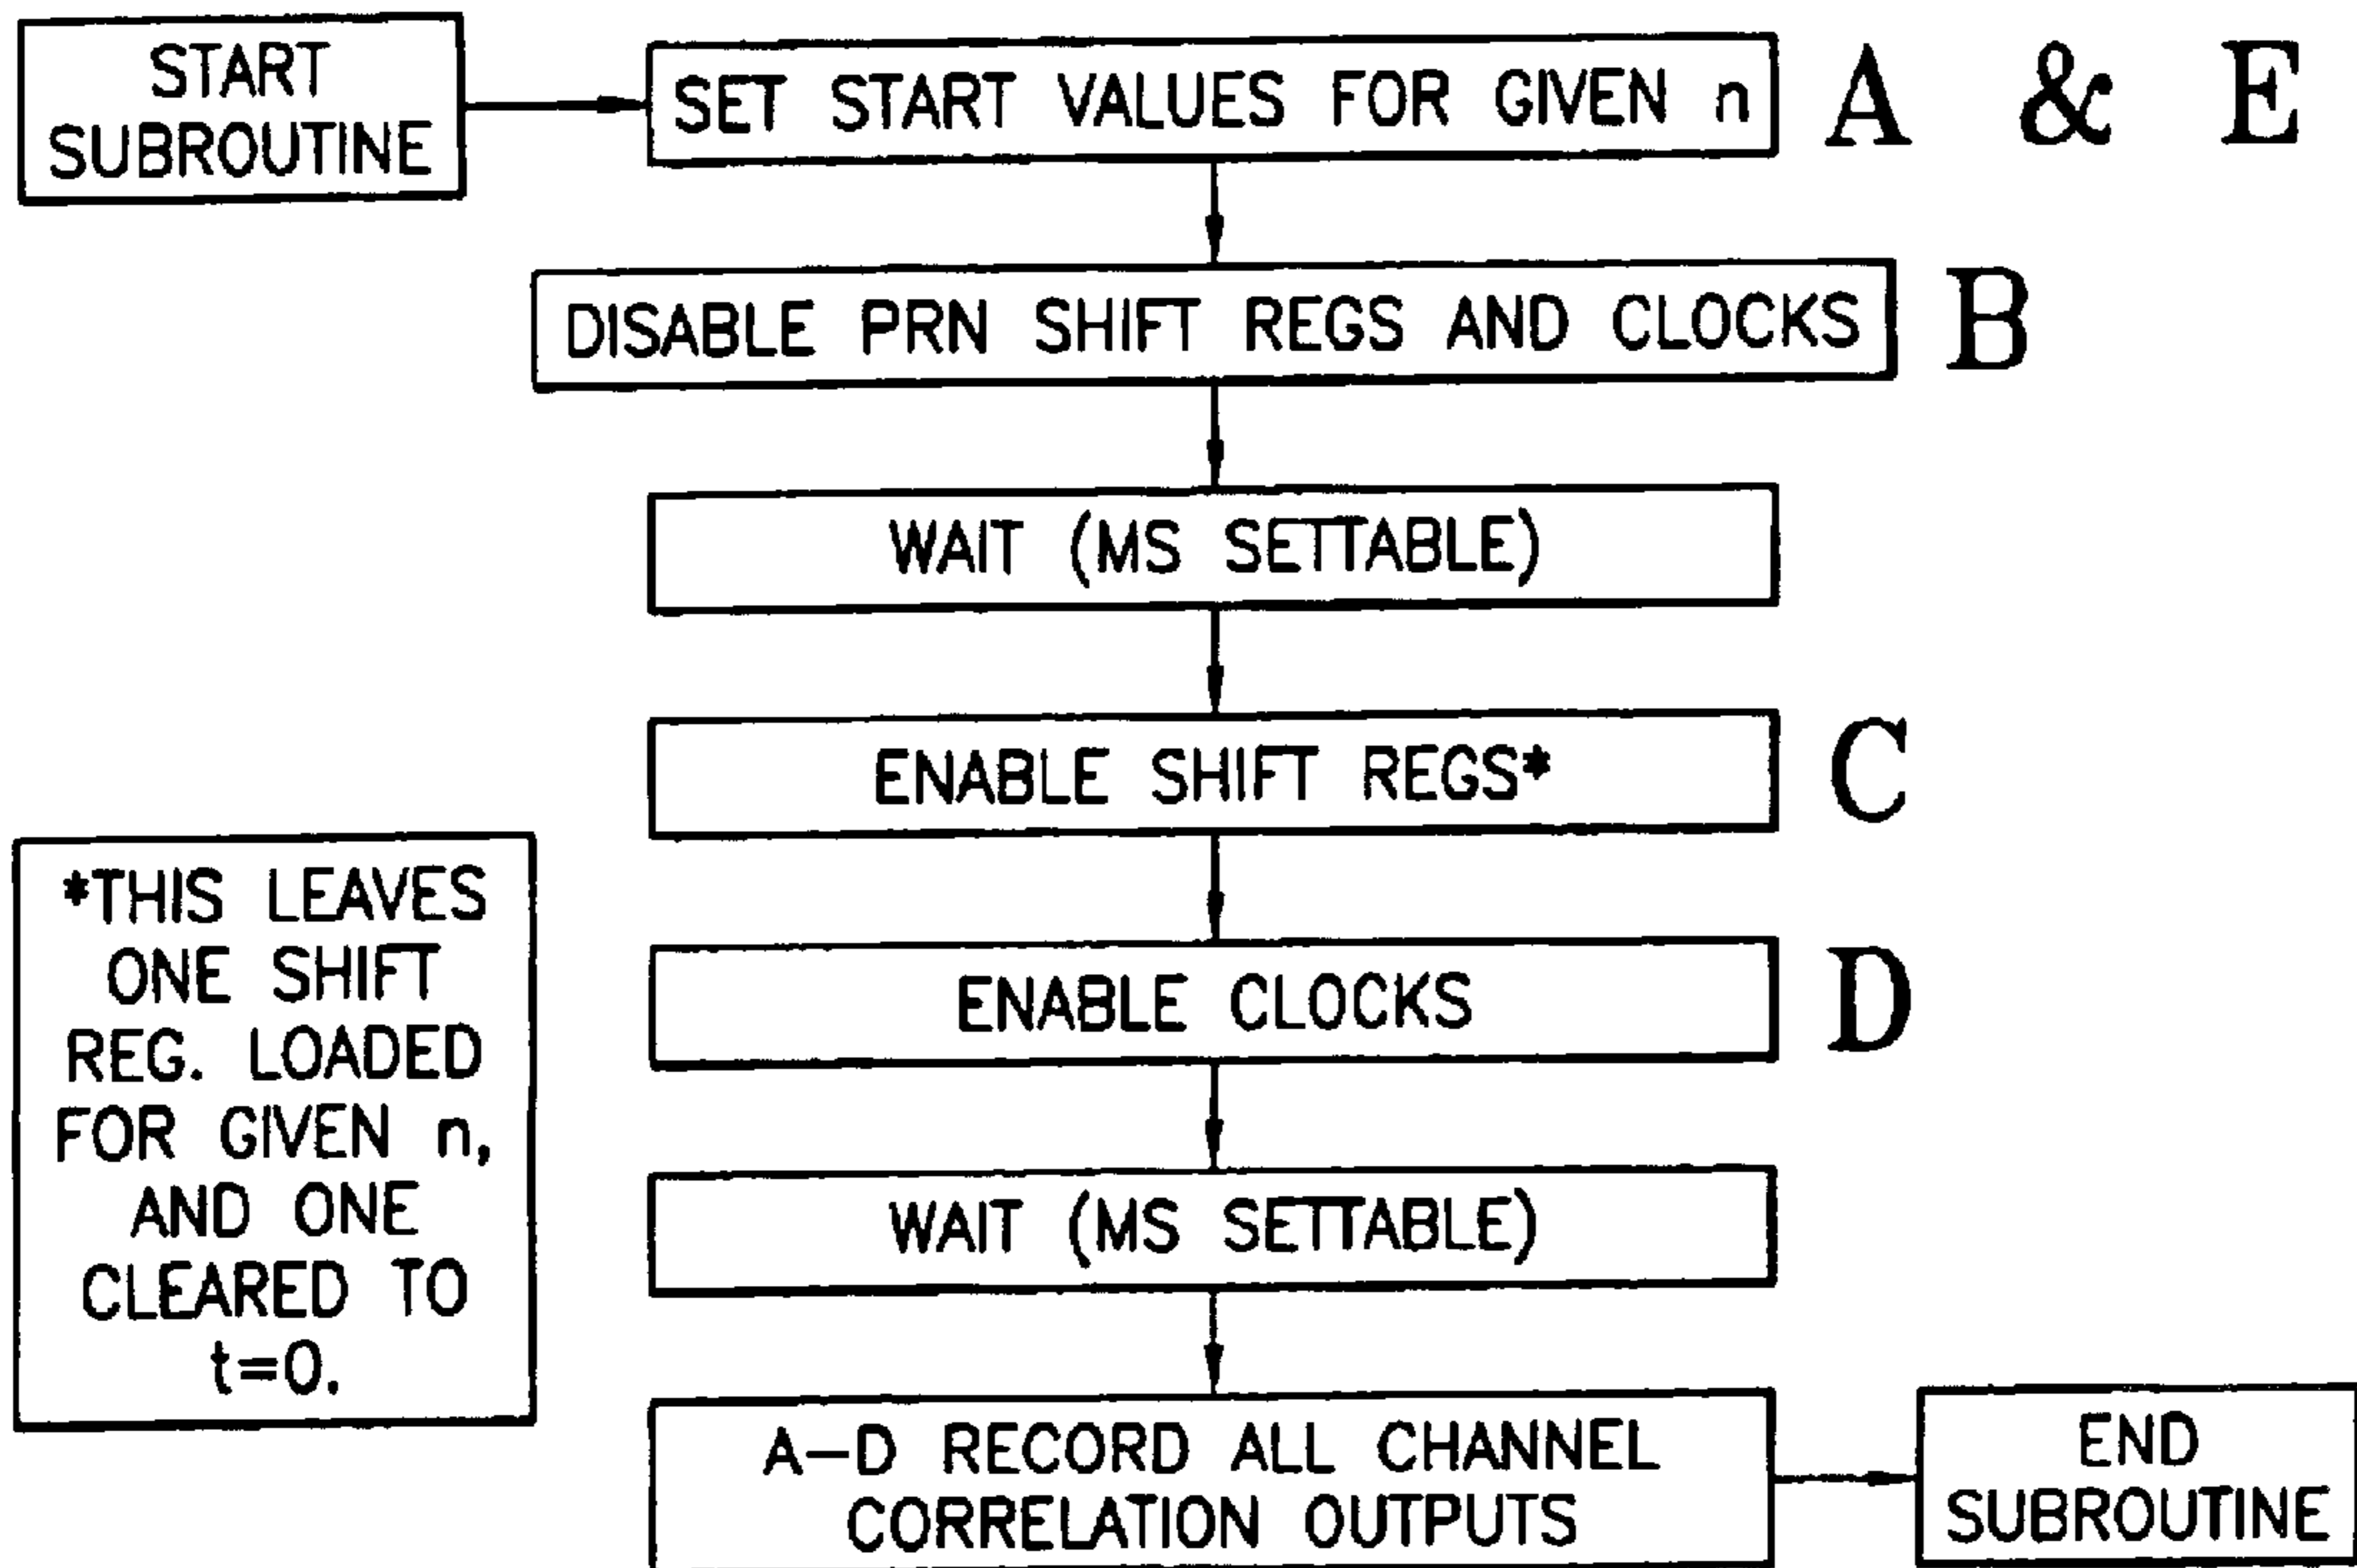 START
SUBROUTINE
SET START VALUES FOR GIVEN n
A & E
DISABLE PRN SHIFT REGS AND CLOCKS
B
WAIT (MS SETTABLE)
ENABLE SHIFT REGS*
C
*THIS LEAVES
ONE SHIFT
REG. LOADED
FOR GIVEN n,
AND ONE
CLEARED TO
t=0.
ENABLE CLOCKS
D
WAIT (MS SETTABLE)
A-D RECORD ALL CHANNEL
CORRELATION OUTPUTS
END
SUBROUTINE